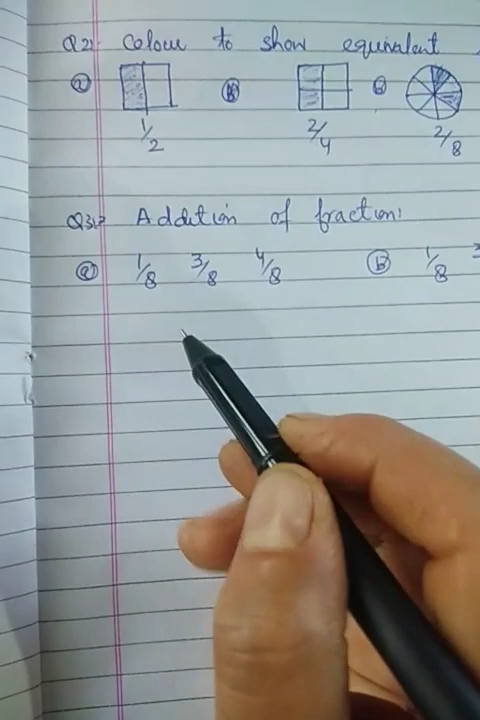 Q2) Colour to show equivalent
ⓐ Ⓑ ⓒ
1/2 2/4 2/8
Q3) Addition of fraction:
ⓐ 1/8 3/8 4/8 Ⓑ 1/8